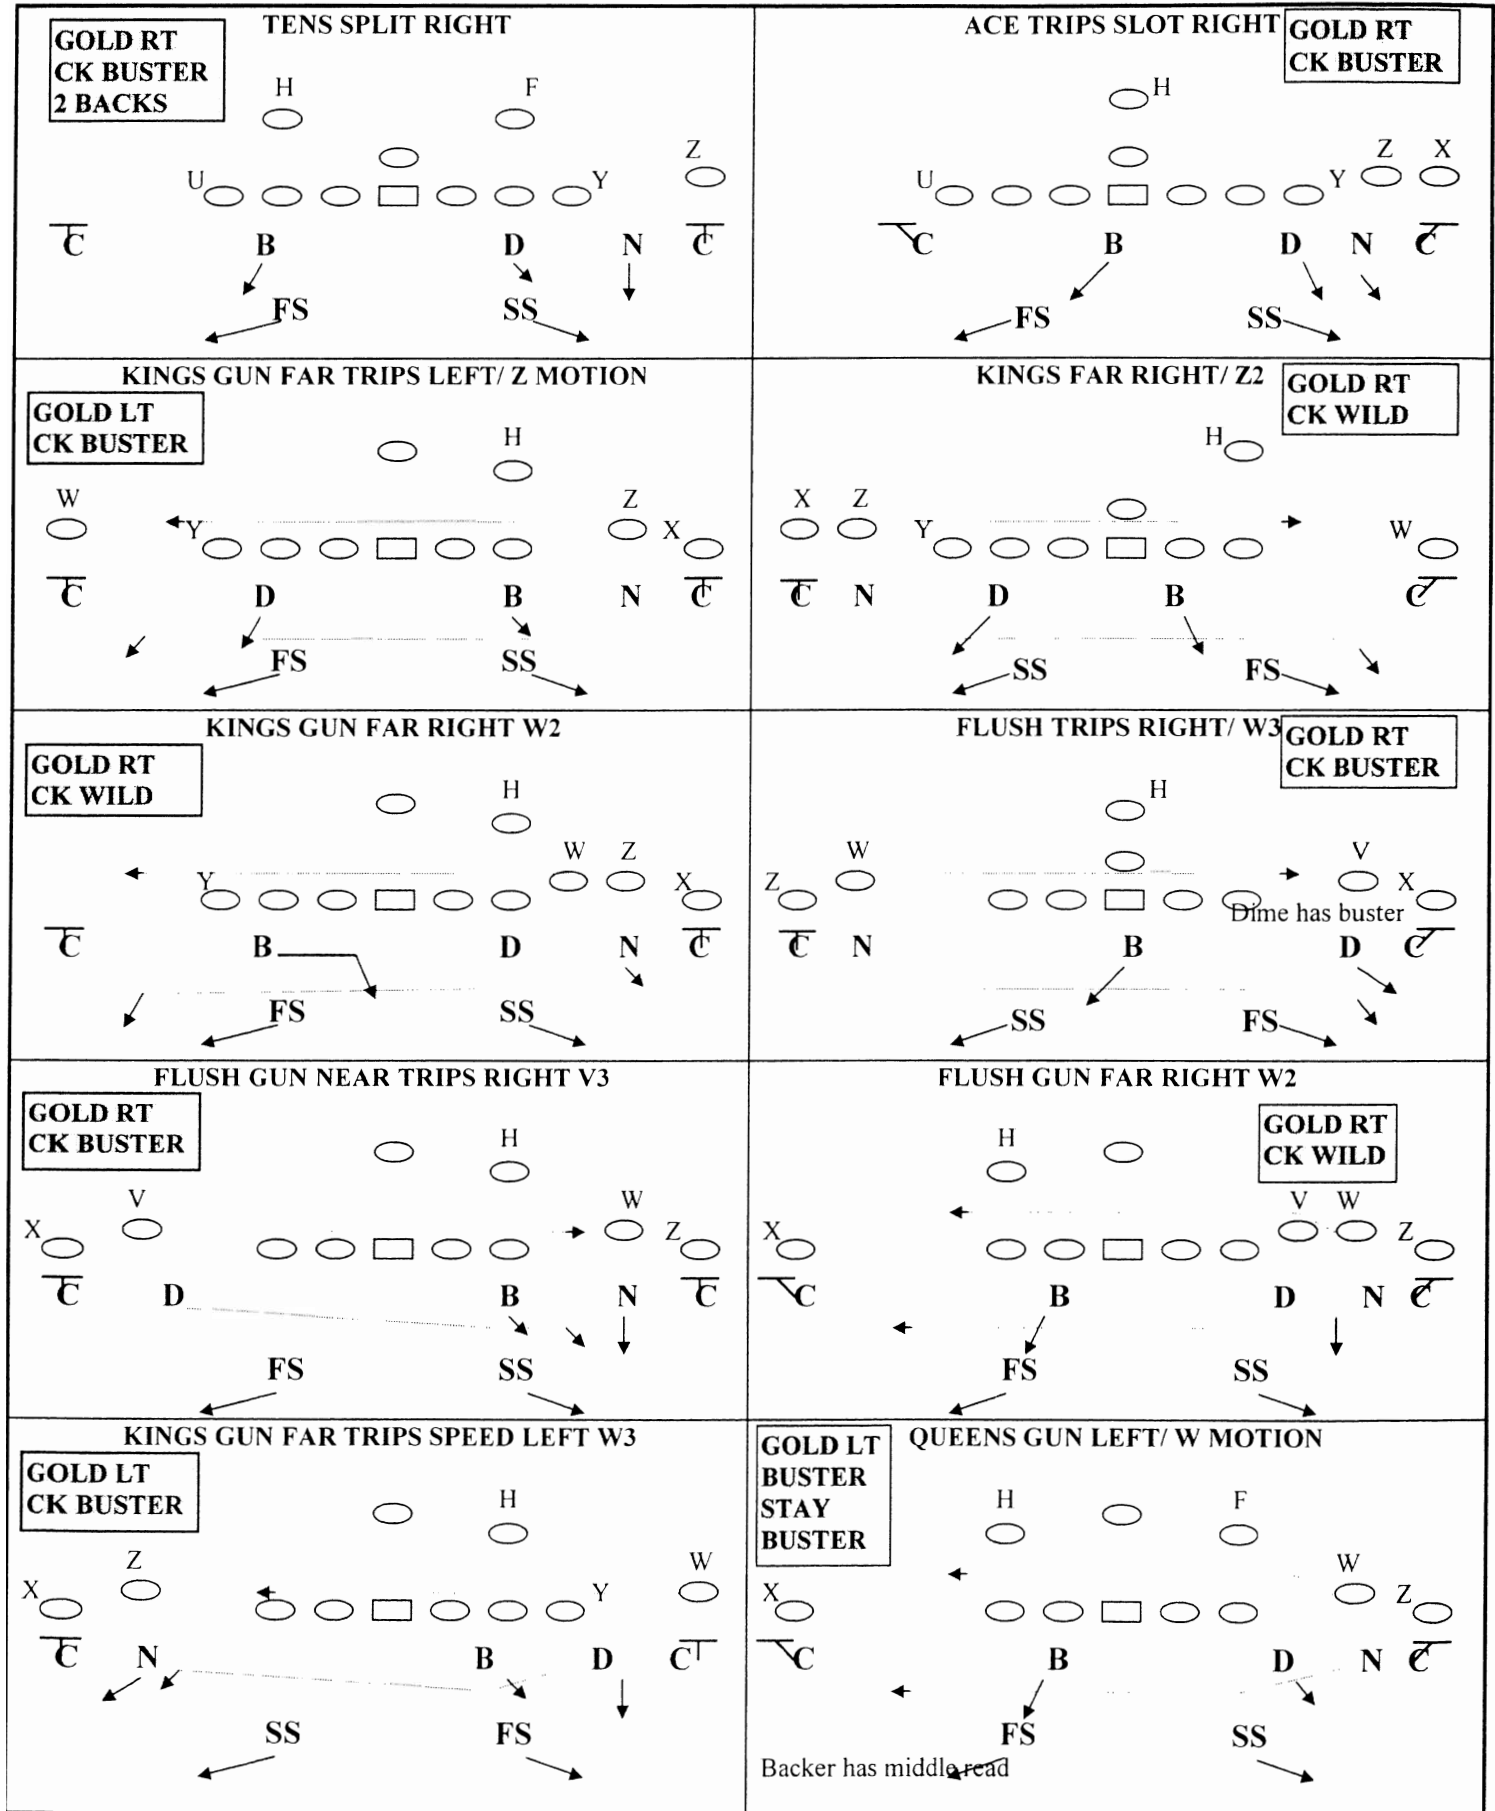 TENS SPLIT RIGHT
GOLD RT
CK BUSTER
2 BACKS
H F
Z
U Y
C B D N C
FS SS
ACE TRIPS SLOT RIGHT
GOLD RT
CK BUSTER
H
Z X
U Y
C B D N C
FS SS
KINGS GUN FAR TRIPS LEFT/ Z MOTION
GOLD LT
CK BUSTER
H
W Z
Y X
C D B N C
FS SS
KINGS FAR RIGHT/ Z2
GOLD RT
CK WILD
H
X Z
Y W
C N D B C
SS FS
KINGS GUN FAR RIGHT W2
GOLD RT
CK WILD
H
W Z
Y X
C B D N C
FS SS
FLUSH TRIPS RIGHT/ W3
GOLD RT
CK BUSTER
H
W V
Z X
Dime has buster
C N B D C
SS FS
FLUSH GUN NEAR TRIPS RIGHT V3
GOLD RT
CK BUSTER
H
V W
X Z
C D B N C
FS SS
FLUSH GUN FAR RIGHT W2
GOLD RT
CK WILD
H
V W
X Z
C B D N C
FS SS
KINGS GUN FAR TRIPS SPEED LEFT W3
GOLD LT
CK BUSTER
H
Z W
X Y
C N B D C
SS FS
QUEENS GUN LEFT/ W MOTION
GOLD LT
BUSTER
STAY
BUSTER
H F
W
X Z
C B D N C
FS SS
Backer has middle read